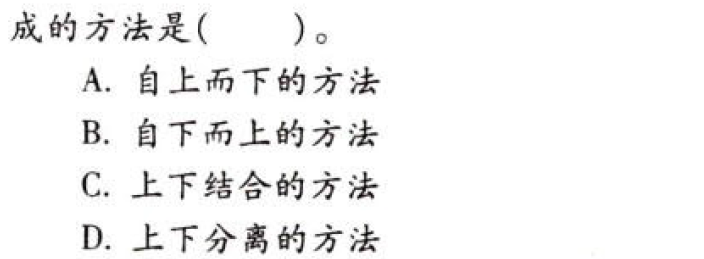 成的方法是(　　)。
A. 自上而下的方法
B. 自下而上的方法
C. 上下结合的方法
D. 上下分离的方法